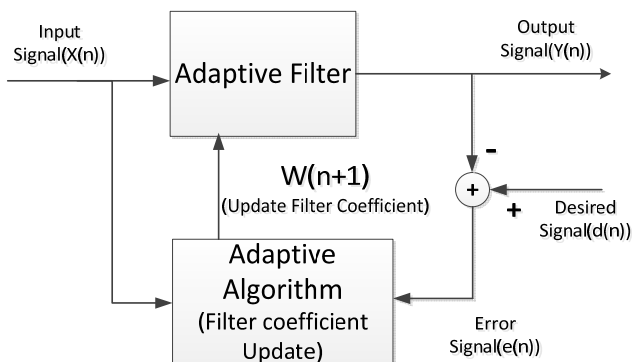 Input
Signal(X(n))
Adaptive Filter
Output
Signal(Y(n))
-
W(n+1)
(Update Filter Coefficient)
+
+
Desired
Signal(d(n))
Adaptive
Algorithm
(Filter coefficient
Update)
Error
Signal(e(n))